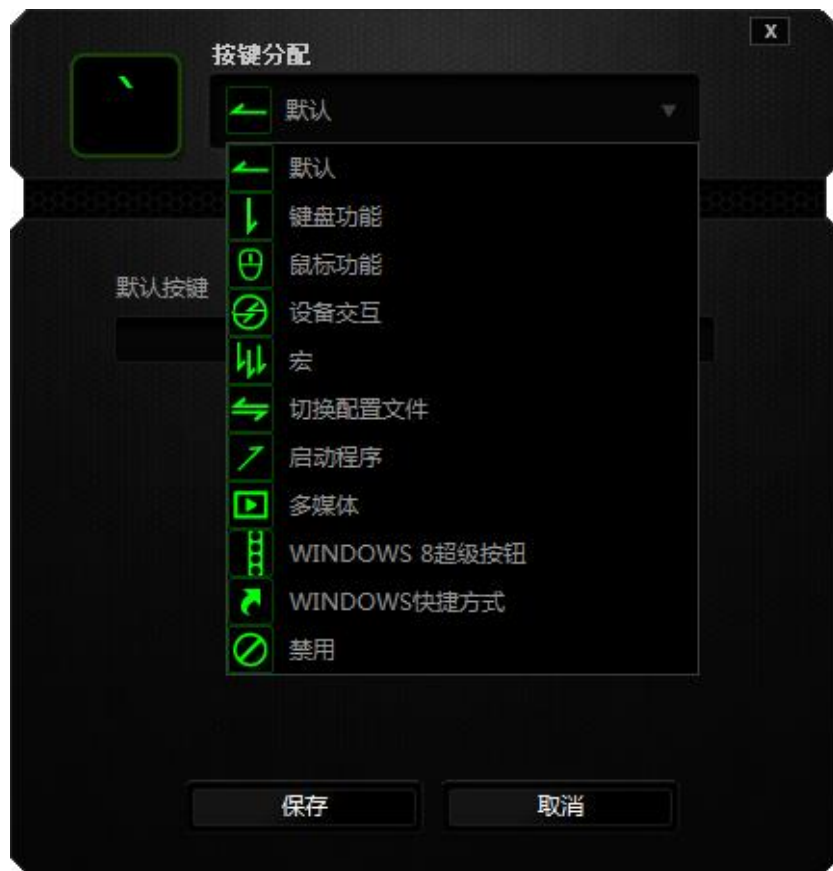 X
按键分配
`
默认
默认
键盘功能
鼠标功能
默认按键
设备交互
宏
切换配置文件
启动程序
多媒体
WINDOWS 8超级按钮
WINDOWS快捷方式
禁用
保存
取消